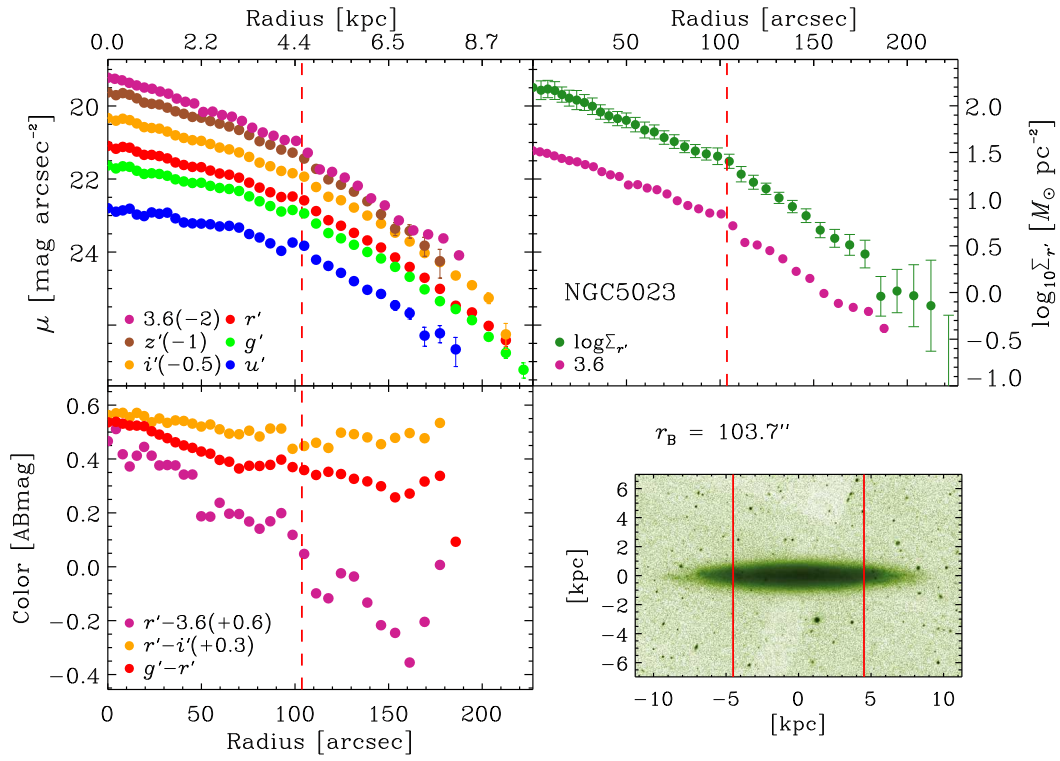 Radius [kpc]
0.0 2.2 4.4 6.5 8.7
Radius [arcsec]
50 100 150 200
μ [mag arcsec⁻²]
20
22
24
3.6(−2)
z′(−1)
i′(−0.5)
r′
g′
u′
NGC5023
logΣr′
3.6
2.0
1.5
1.0
0.5
0.0
−0.5
−1.0
log₁₀Σr′ [M⊙ pc⁻²]
Color [ABmag]
0.6
0.4
0.2
0.0
−0.2
−0.4
r′−3.6(+0.6)
r′−i′(+0.3)
g′−r′
0 50 100 150 200
Radius [arcsec]
rB = 103.7″
[kpc]
6
4
2
0
−2
−4
−6
−10 −5 0 5 10
[kpc]